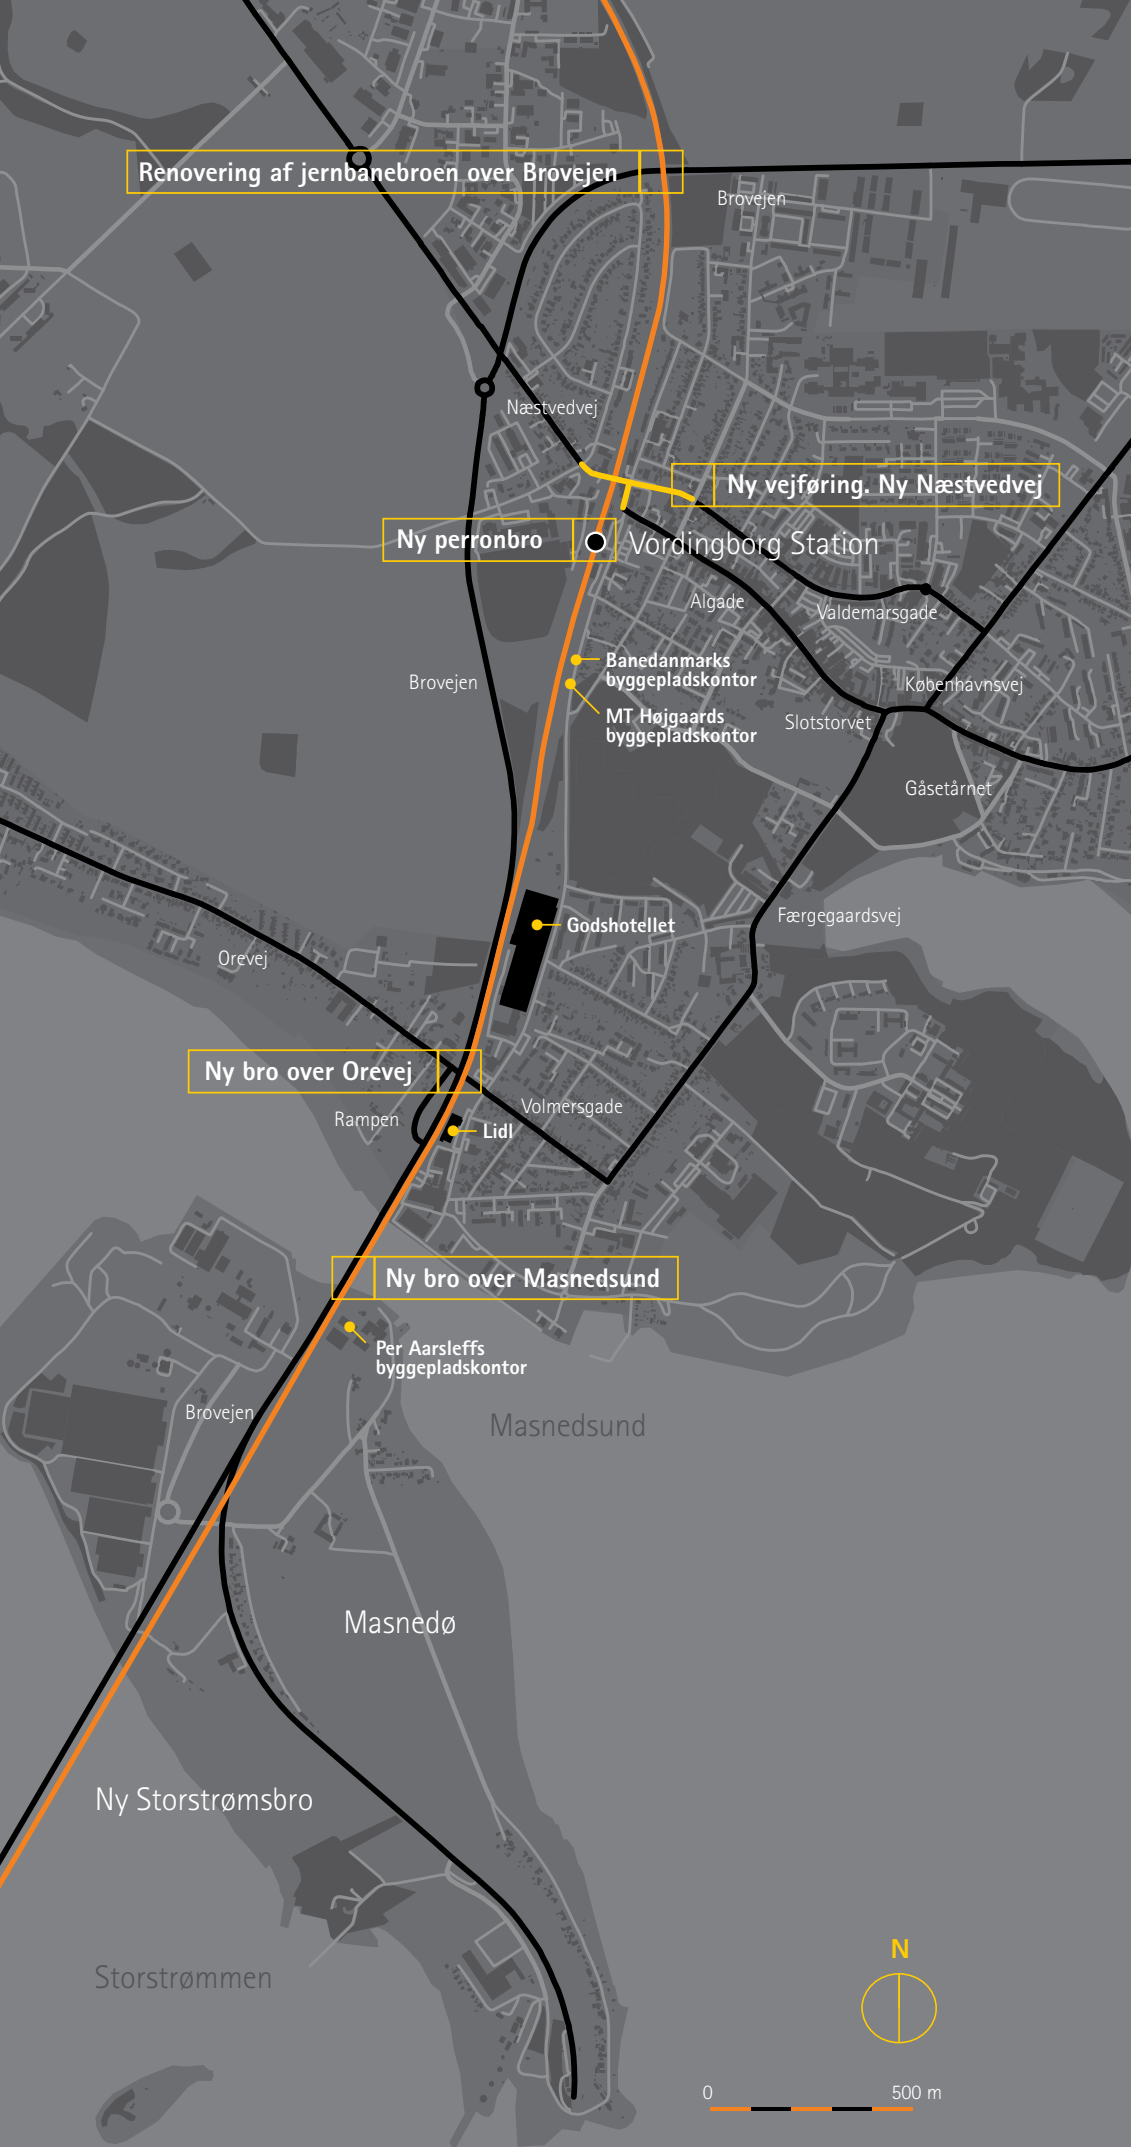 Renovering af jernbanebroen over Brovejen
Brovejen
Næstvedvej
Ny vejføring. Ny Næstvedvej
Ny perronbro
Vordingborg Station
Algade
Valdemarsgade
Banedanmarks
byggepladskontor
Brovejen
Københavnsvej
MT Højgaards
byggepladskontor
Slotstorvet
Gåsetårnet
Færgegaardsvej
Godshotellet
Orevej
Ny bro over Orevej
Volmersgade
Rampen
Lidl
Ny bro over Masnedsund
Per Aarsleffs
byggepladskontor
Brovejen
Masnedsund
Masnedø
Ny Storstrømsbro
N
Storstrømmen
0 500 m